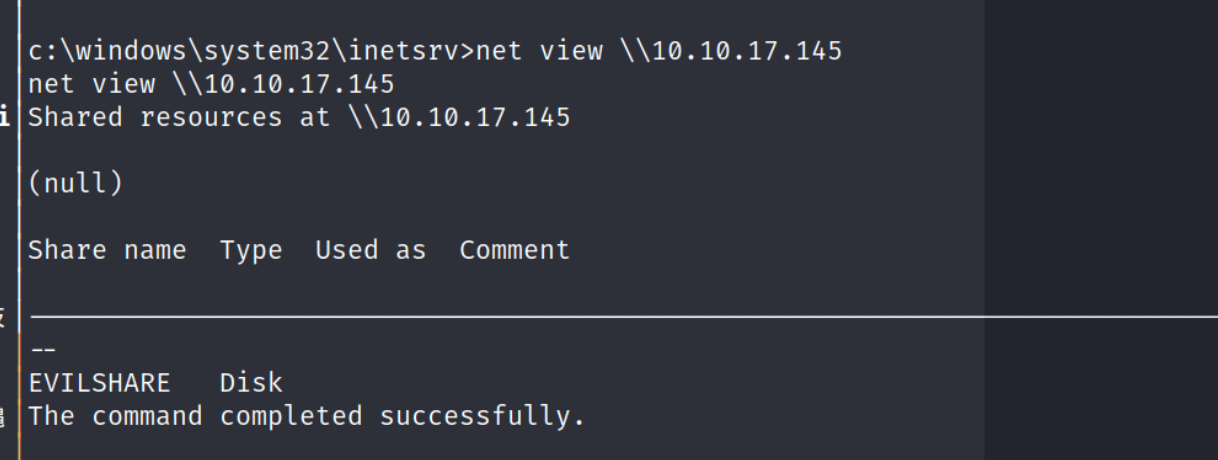 c:\windows\system32\inetsrv>net view \\10.10.17.145
net view \\10.10.17.145
i Shared resources at \\10.10.17.145
(null)
Share name  Type  Used as  Comment
--
EVILSHARE   Disk
The command completed successfully.